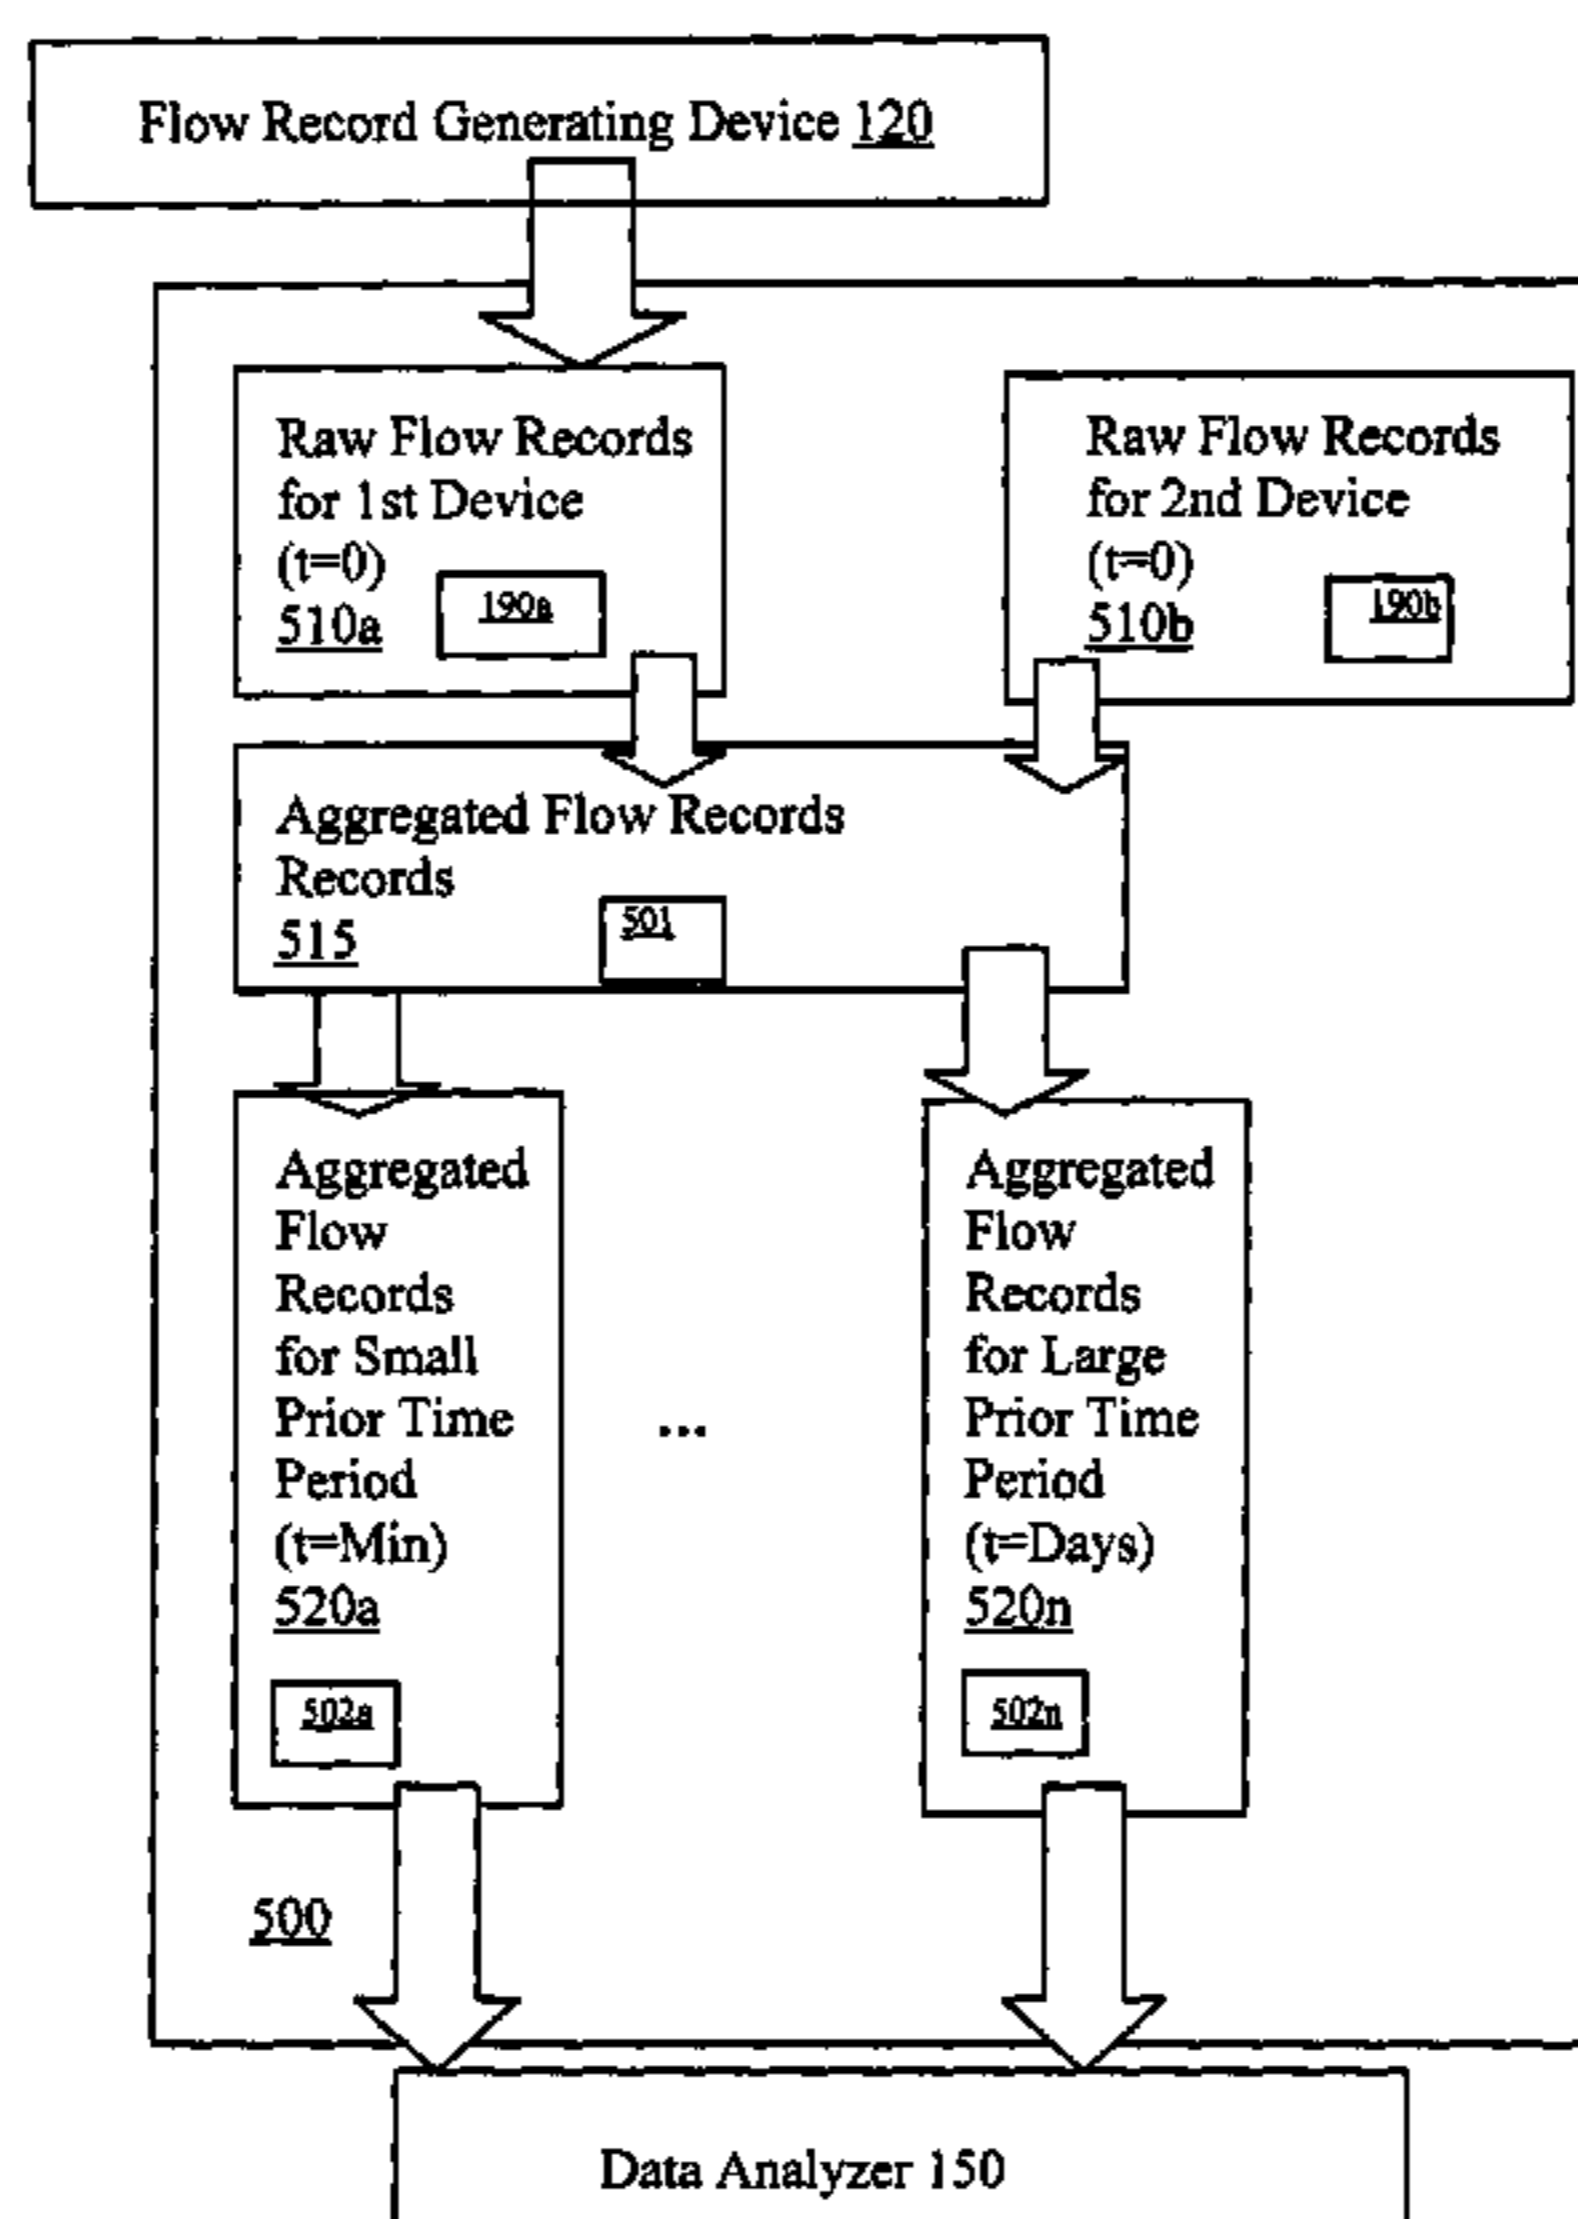 Flow Record Generating Device 120
Raw Flow Records
for 1st Device
(t=0)
510a
190a
Raw Flow Records
for 2nd Device
(t=0)
510b
190b
Aggregated Flow Records
Records
515
501
Aggregated
Flow
Records
for Small
Prior Time
Period
(t=Min)
520a
502a
...
Aggregated
Flow
Records
for Large
Prior Time
Period
(t=Days)
520n
502n
500
Data Analyzer 150